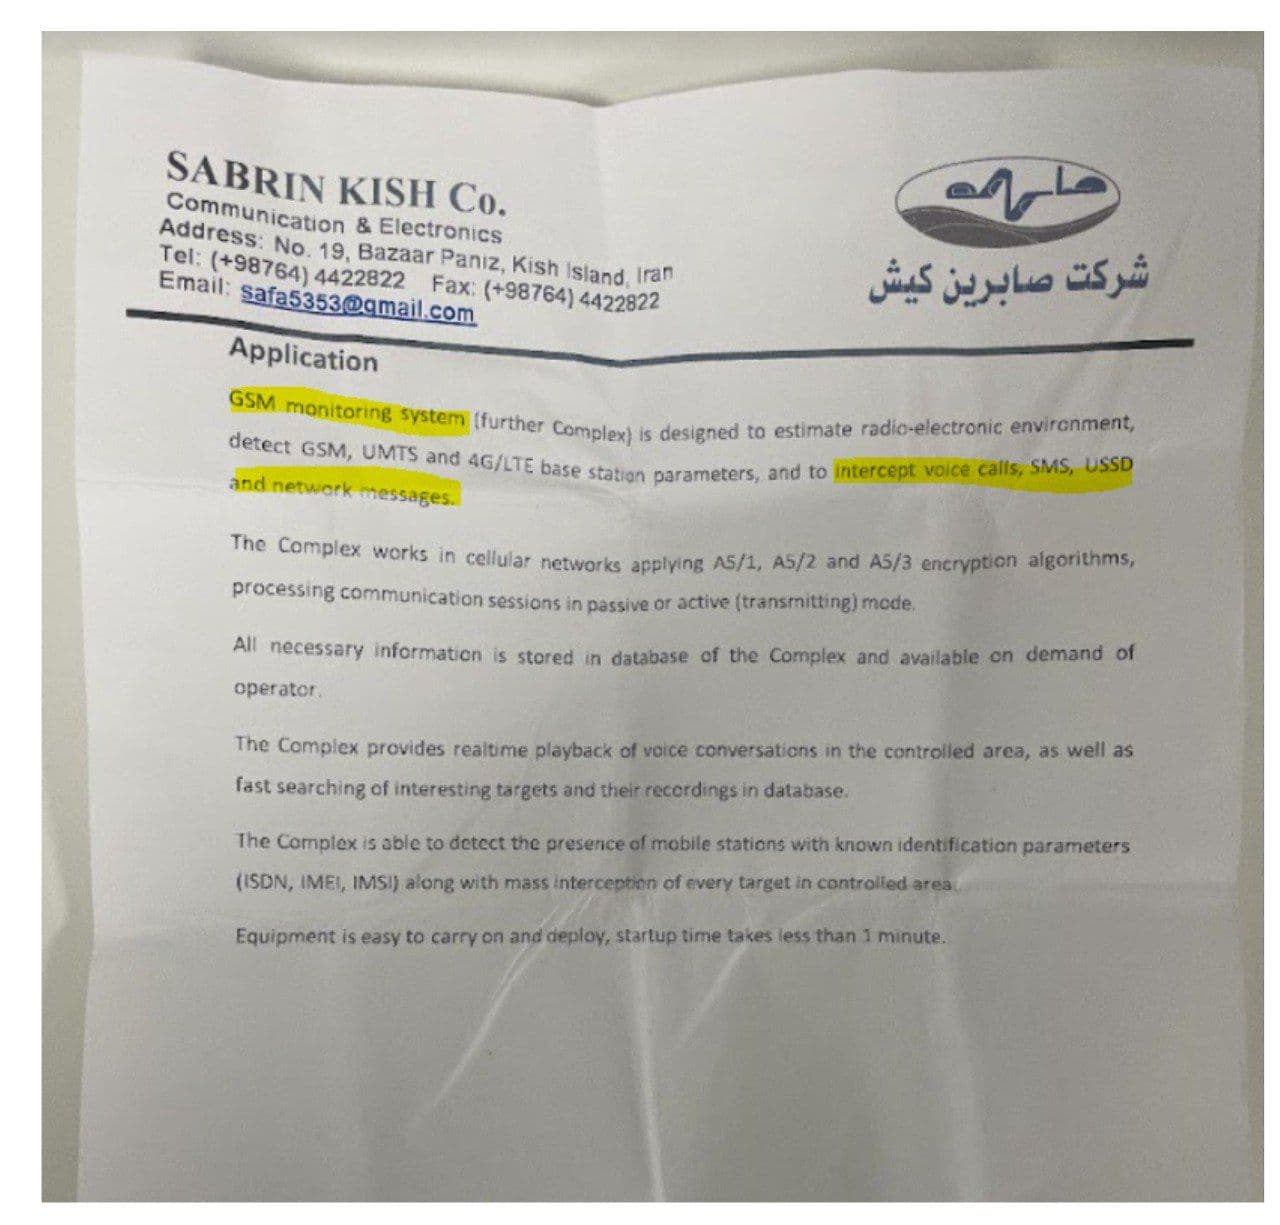 SABRIN KISH Co.
Communication & Electronics
Address: No. 19, Bazaar Paniz, Kish Island, Iran
Tel: (+98764) 4422822 Fax: (+98764) 4422822
Email: safa5353@gmail.com
شرکت صابرین کیش
Application
GSM monitoring system (further Complex) is designed to estimate radio-electronic environment,
detect GSM, UMTS and 4G/LTE base station parameters, and to intercept voice calls, SMS, USSD
and network messages.
The Complex works in cellular networks applying A5/1, A5/2 and A5/3 encryption algorithms,
processing communication sessions in passive or active (transmitting) mode.
All necessary information is stored in database of the Complex and available on demand of
operator.
The Complex provides realtime playback of voice conversations in the controlled area, as well as
fast searching of interesting targets and their recordings in database.
The Complex is able to detect the presence of mobile stations with known identification parameters
(ISDN, IMEI, IMSI) along with mass interception of every target in controlled area.
Equipment is easy to carry on and deploy, startup time takes less than 1 minute.